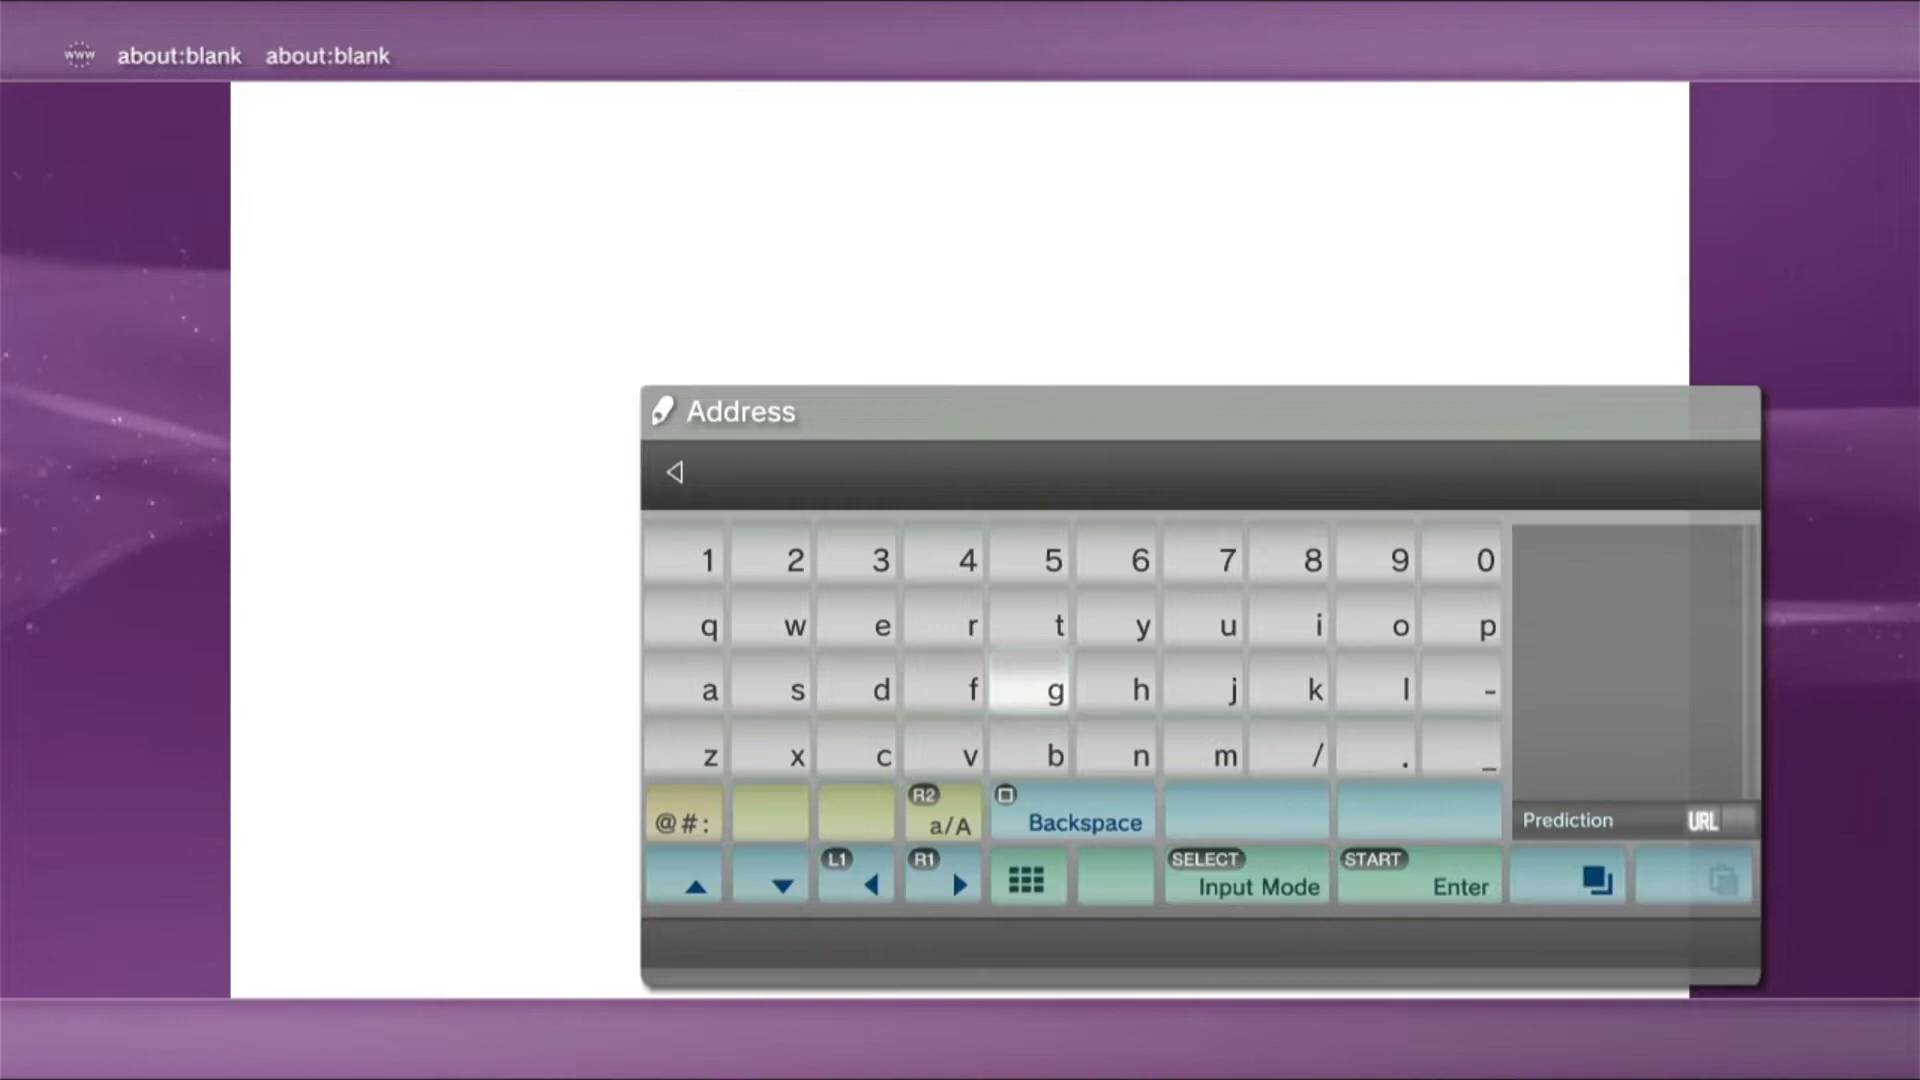 www about:blank about:blank
Address
1 2 3 4 5 6 7 8 9 0
q w e r t y u i o p
a s d f g h j k l -
z x c v b n m / . _
@#: R2 a/A Backspace
Prediction URL
L1 R1 SELECT Input Mode START Enter